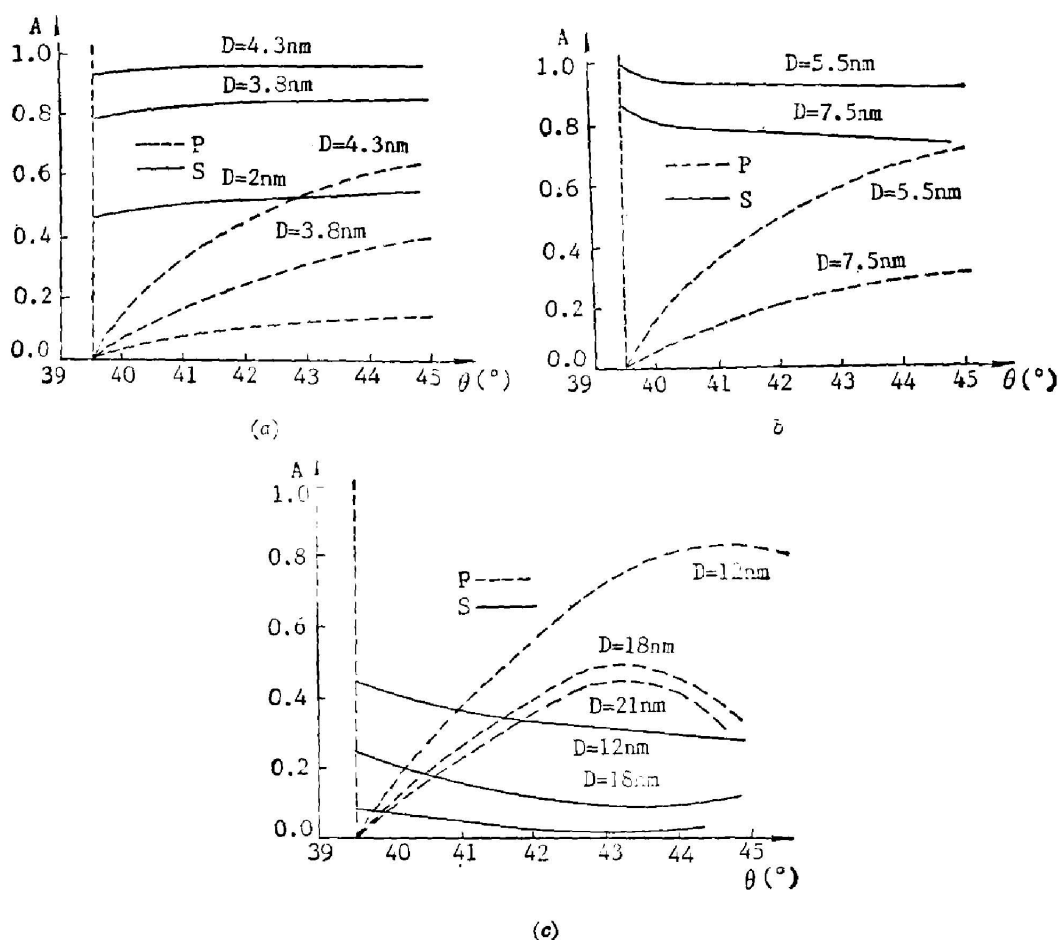 A
1.0
0.8
0.6
0.4
0.2
0.0
D=4.3nm
D=3.8nm
P
S
D=4.3nm
D=2nm
D=3.8nm
39 40 41 42 43 44 45 θ(°)
(a)
A
1.0
0.8
0.6
0.4
0.2
0.0
D=5.5nm
D=7.5nm
P
S
D=5.5nm
D=7.5nm
39 40 41 42 43 44 45
θ(°)
b
A
1.0
0.8
0.6
0.4
0.2
0.0
P
S
D=12nm
D=18nm
D=21nm
D=12nm
D=18nm
39 40 41 42 43 44 45
θ(°)
(c)